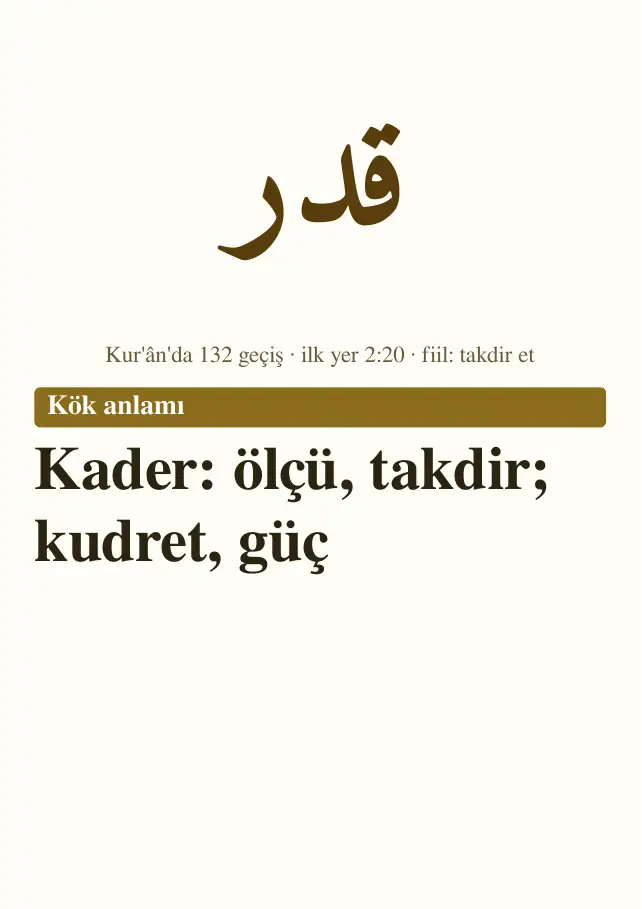 قدر
Kur'ân'da 132 geçiş · ilk yer 2:20 · fiil: takdir et
Kök anlamı
Kader: ölçü, takdir;
kudret, güç